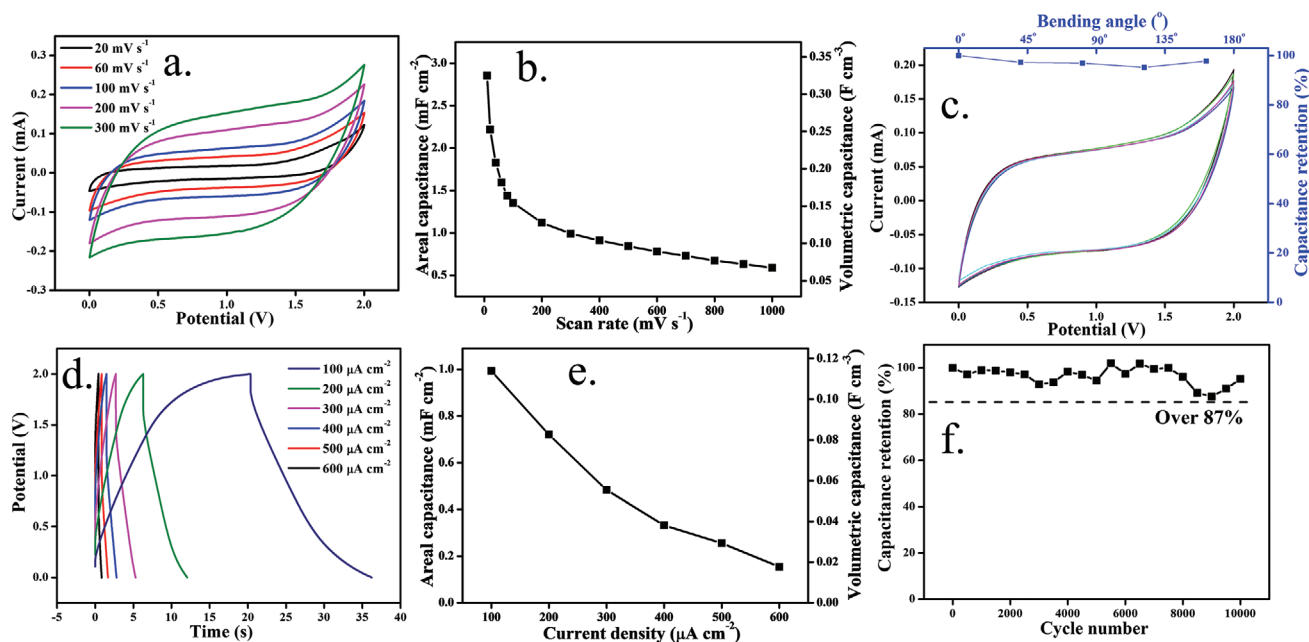 a.
20 mV s⁻¹
60 mV s⁻¹
100 mV s⁻¹
200 mV s⁻¹
300 mV s⁻¹
Current (mA)
0.3
0.2
0.1
0.0
-0.1
-0.2
-0.3
0.0 0.5 1.0 1.5 2.0
Potential (V)
b.
Areal capacitance (mF cm⁻²)
3.0
2.5
2.0
1.5
1.0
0.5
Volumetric capacitance (F cm⁻³)
0.35
0.30
0.25
0.20
0.15
0.10
0.05
0 200 400 600 800 1000
Scan rate (mV s⁻¹)
Bending angle (°)
0° 45° 90° 135° 180°
c.
Current (mA)
0.20
0.15
0.10
0.05
0.00
-0.05
-0.10
-0.15
Capacitance retention (%)
100
80
60
40
20
0
0.0 0.5 1.0 1.5 2.0
Potential (V)
d.
100 μA cm⁻²
200 μA cm⁻²
300 μA cm⁻²
400 μA cm⁻²
500 μA cm⁻²
600 μA cm⁻²
Potential (V)
2.0
1.5
1.0
0.5
0.0
-5 0 5 10 15 20 25 30 35 40
Time (s)
e.
Areal capacitance (mF cm⁻²)
1.0
0.8
0.6
0.4
0.2
0.0
Volumetric capacitance (F cm⁻³)
0.12
0.10
0.08
0.06
0.04
0.02
0.00
100 200 300 400 500 600
Current density (μA cm⁻²)
f.
Over 87%
Capacitance retention (%)
100
80
60
40
20
0
0 2000 4000 6000 8000 10000
Cycle number